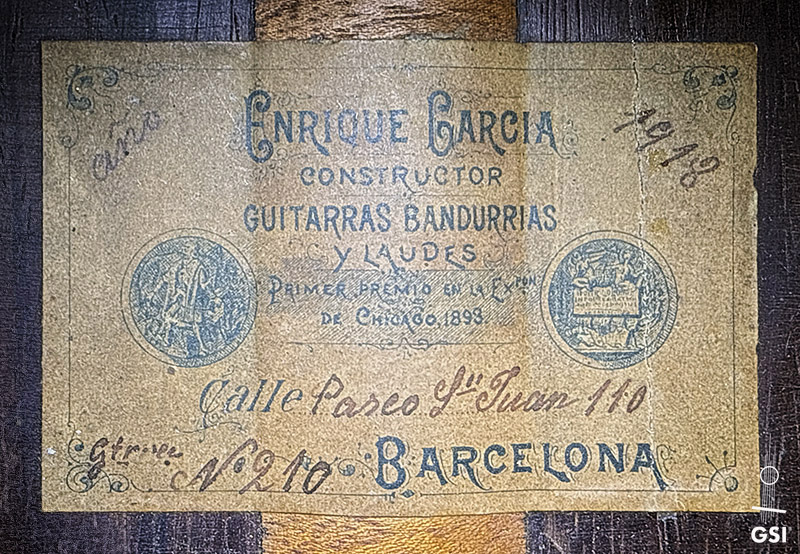 año 1918
ENRIQUE GARCIA
CONSTRUCTOR
GUITARRAS BANDURRIAS
Y LAUDES
PRIMER PREMIO EN LA EXPON
DE CHICAGO, 1893
Calle Paseo Sn Juan 110
Nº 210 BARCELONA
GSI